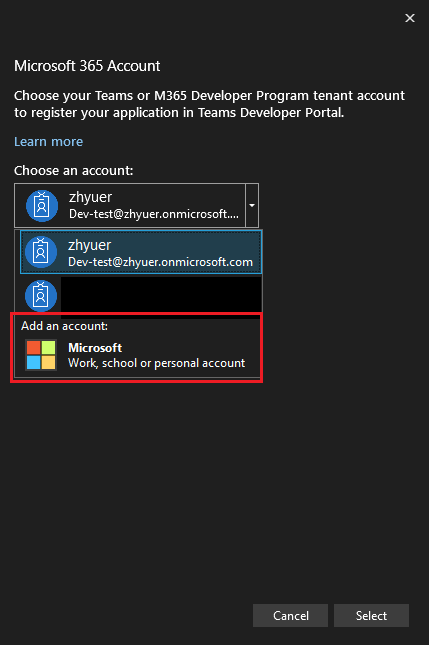 Microsoft 365 Account
Choose your Teams or M365 Developer Program tenant account
to register your application in Teams Developer Portal.
Learn more
Choose an account:
zhyuer
Dev-test@zhyuer.onmicrosoft....
zhyuer
Dev-test@zhyuer.onmicrosoft.com
Add an account:
Microsoft
Work, school or personal account
Cancel
Select